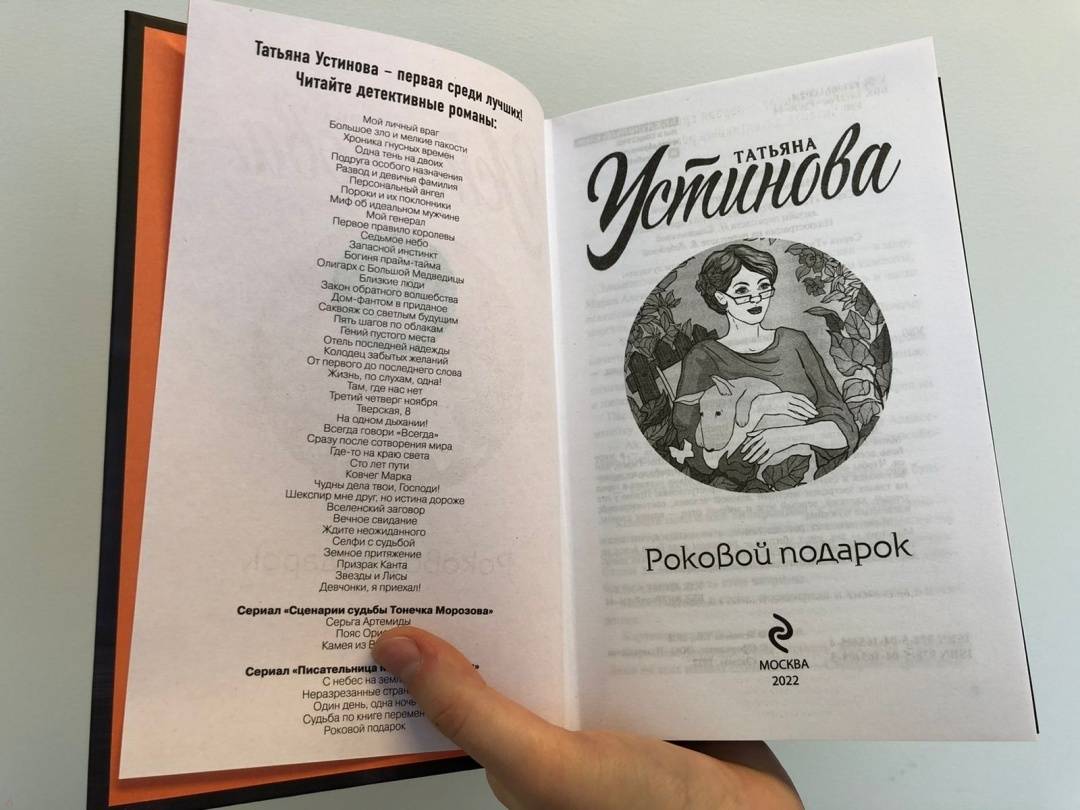 Татьяна Устинова – первая среди лучших!
Читайте детективные романы:
Мой личный враг
Большое зло и мелкие пакости
Хроника гнусных времен
Одна тень на двоих
Подруга особого назначения
Развод и девичья фамилия
Персональный ангел
Пороки и их поклонники
Миф об идеальном мужчине
Мой генерал
Первое правило королевы
Седьмое небо
Запасной инстинкт
Богиня прайм-тайма
Олигарх с Большой Медведицы
Близкие люди
Закон обратного волшебства
Дом-фантом в приданое
Саквояж со светлым будущим
Пять шагов по облакам
Гений пустого места
Отель последней надежды
Колодец забытых желаний
От первого до последнего слова
Жизнь, по слухам, одна!
Там, где нас нет
Третий четверг ноября
Тверская, 8
На одном дыхании!
Всегда говори «Всегда»
Сразу после сотворения мира
Где-то на краю света
Сто лет пути
Ковчег Марка
Чудны дела твои, Господи!
Шекспир мне друг, но истина дороже
Вселенский заговор
Вечное свидание
Ждите неожиданного
Селфи с судьбой
Земное притяжение
Призрак Канта
Звезды и Лисы
Девчонки, я приехал!
Сериал «Сценарии судьбы Тонечка Морозова»
Серьга Артемиды
Пояс
Камея из
Сериал «Писательница
С небес на
Неразрезанные
Один день, одна ночь
Судьба по книге перемен
Роковой подарок
ТАТЬЯНА
Устинова
Роковой подарок
МОСКВА
2022